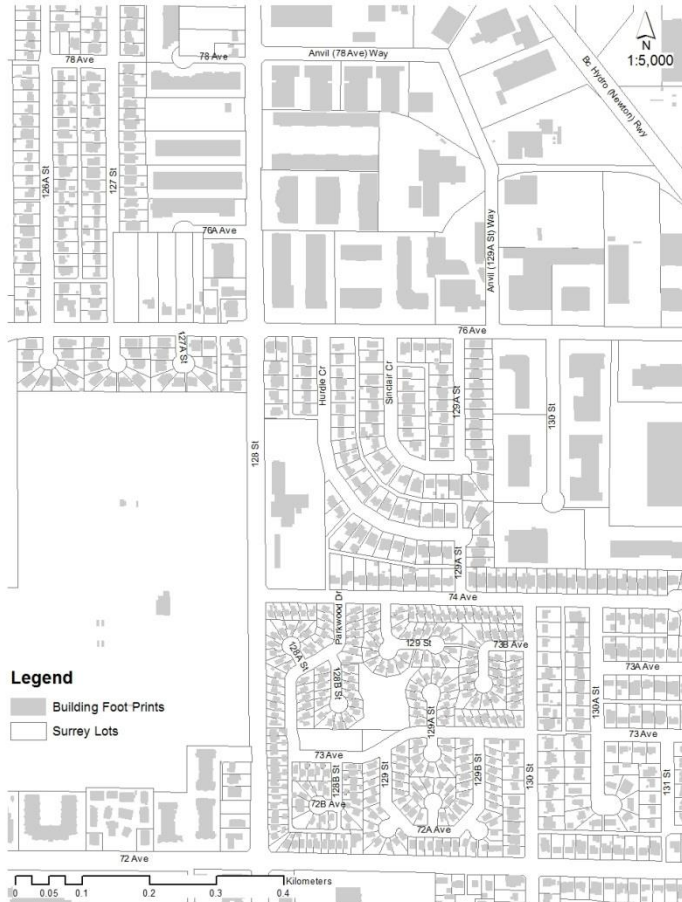 N
1:5,000
Anvil (78 Ave) Way
78 Ave
78 Ave
Bc Hydro (Newton) Rwy
126A St
127 St
76A Ave
Anvil (129A St) Way
76 Ave
127A St
Hurdle Cr
Sinclair Cr
129A St
130 St
128 St
129A St
74 Ave
Parkwood Dr
128A St
129 St
73B Ave
128B St
73A Ave
129A St
130A St
73 Ave
73 Ave
128B St
129 St
129B St
130 St
131 St
72B Ave
72A Ave
72 Ave
Legend
Building Foot Prints
Surrey Lots
Kilometers
0 0.05 0.1 0.2 0.3 0.4